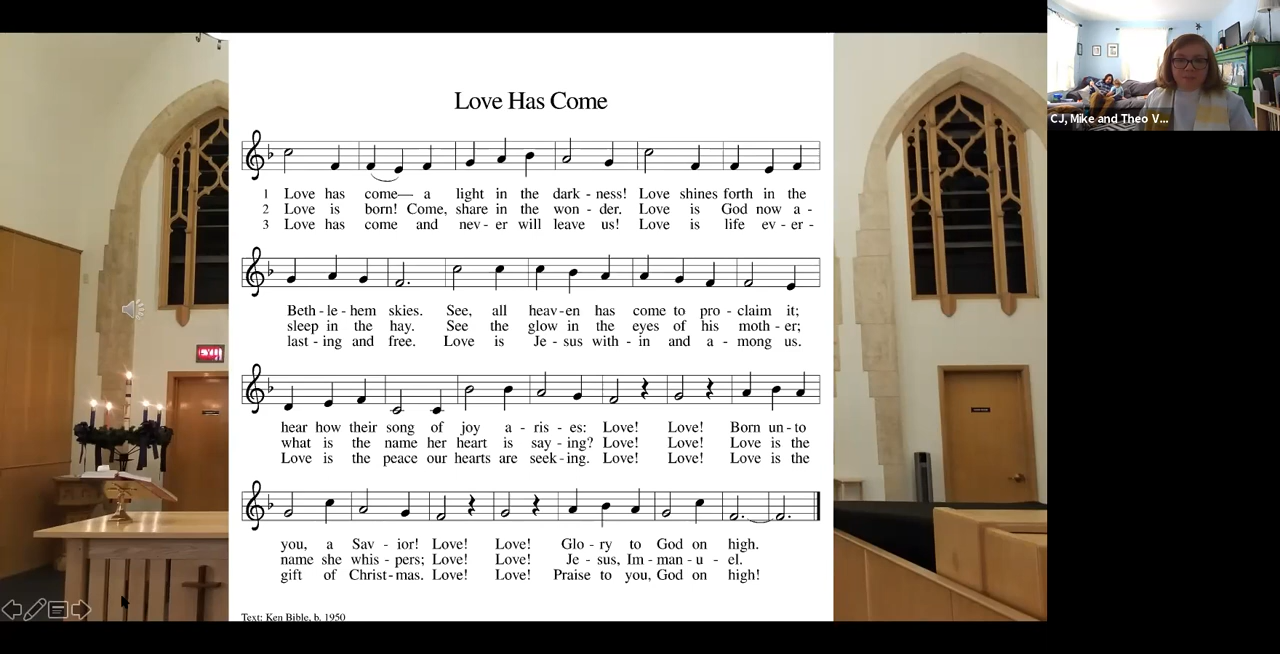 Love Has Come
1 Love has come— a light in the dark - ness! Love shines forth in the
2 Love is born! Come, share in the won - der. Love is God now a -
3 Love has come and nev - er will leave us! Love is life ev - er -
Beth - le - hem skies. See, all heav - en has come to pro - claim it;
sleep in the hay. See the glow in the eyes of his moth - er;
last - ing and free. Love is Je - sus with - in and a - mong us.
hear how their song of joy a - ris - es: Love! Love! Born un - to
what is the name her heart is say - ing? Love! Love! Love is the
Love is the peace our hearts are seek - ing. Love! Love! Love is the
you, a Sav - ior! Love! Love! Glo - ry to God on high.
name she whis - pers; Love! Love! Je - sus, Im - man - u - el.
gift of Christ - mas. Love! Love! Praise to you, God on high!
Text: Ken Bible, b. 1950
EXIT
CJ, Mike and Theo V...